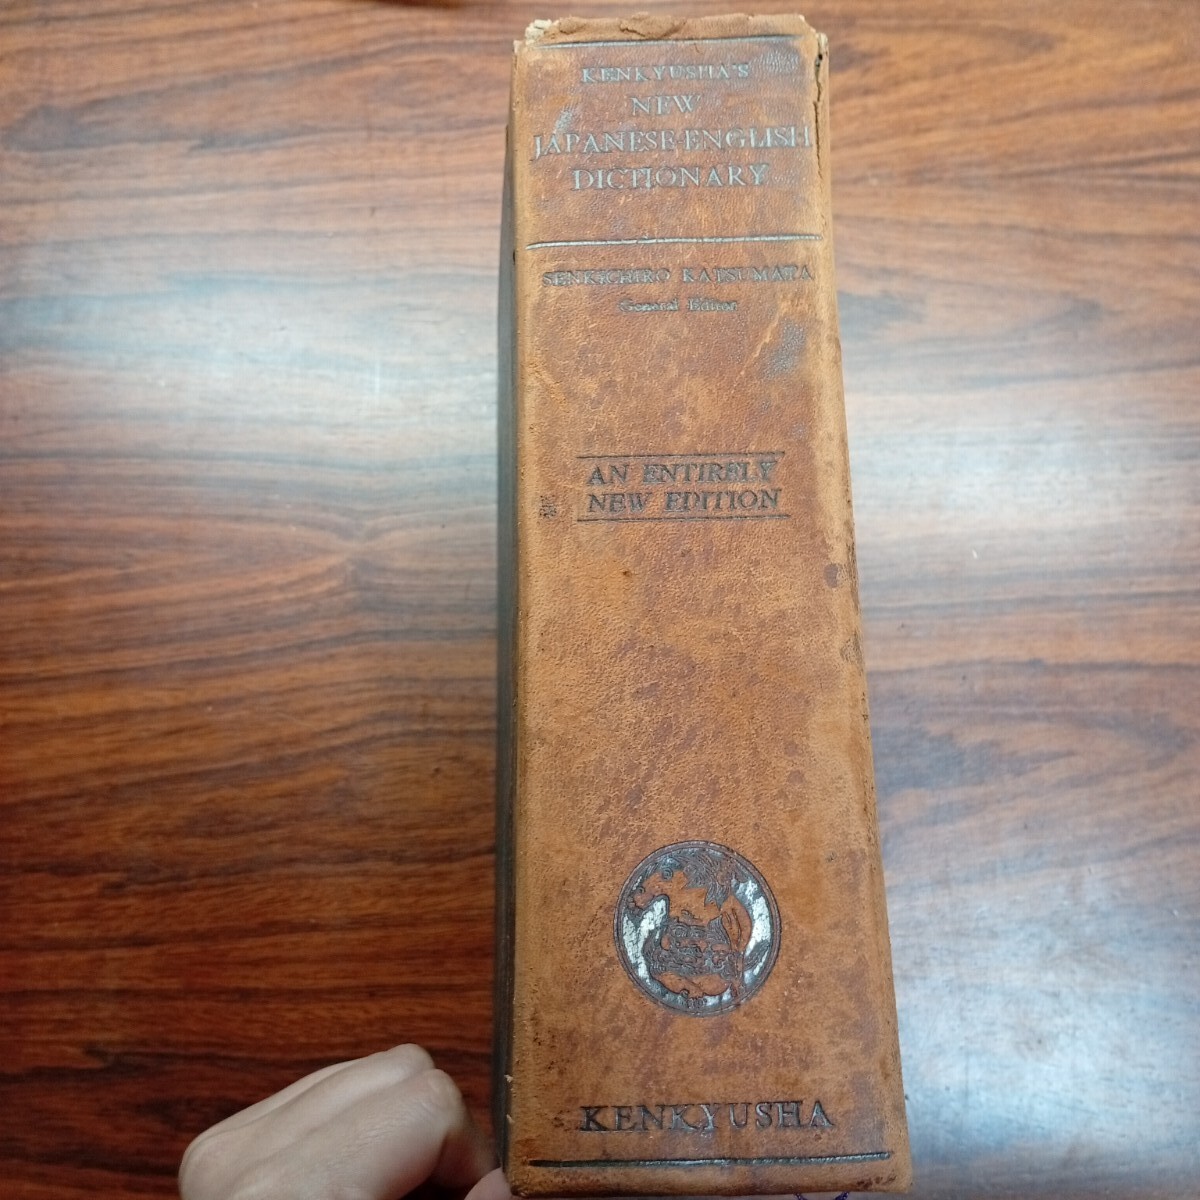 KENKYUSHA'S
NEW
JAPANESE-ENGLISH
DICTIONARY
SENKICHIRO KATSUMATA
General Editor
AN ENTIRELY
NEW EDITION
KENKYUSHA